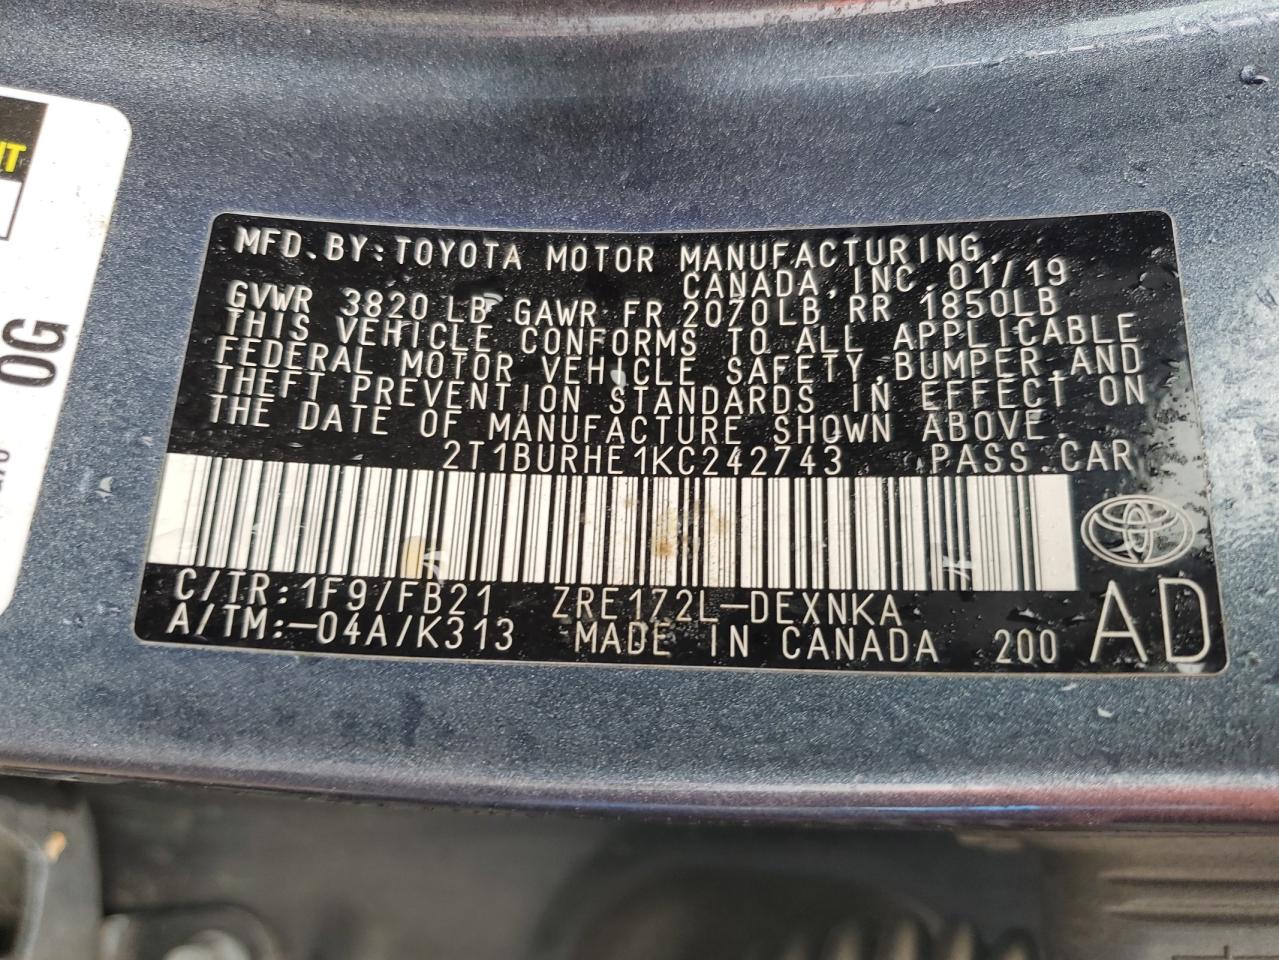 MFD.BY:TOYOTA MOTOR MANUFACTURING,
CANADA,INC.01/19
GVWR 3820 LB GAWR FR 2070LB RR 1850LB
THIS VEHICLE CONFORMS TO ALL APPLICABLE
FEDERAL MOTOR VEHICLE SAFETY,BUMPER,AND
THEFT PREVENTION STANDARDS IN EFFECT ON
THE DATE OF MANUFACTURE SHOWN ABOVE.
2T1BURHE1KC242743 PASS.CAR
C/TR:1F9/FB21 ZRE172L-DEXNKA
A/TM:-04A/K313 MADE IN CANADA 200 AD
0G